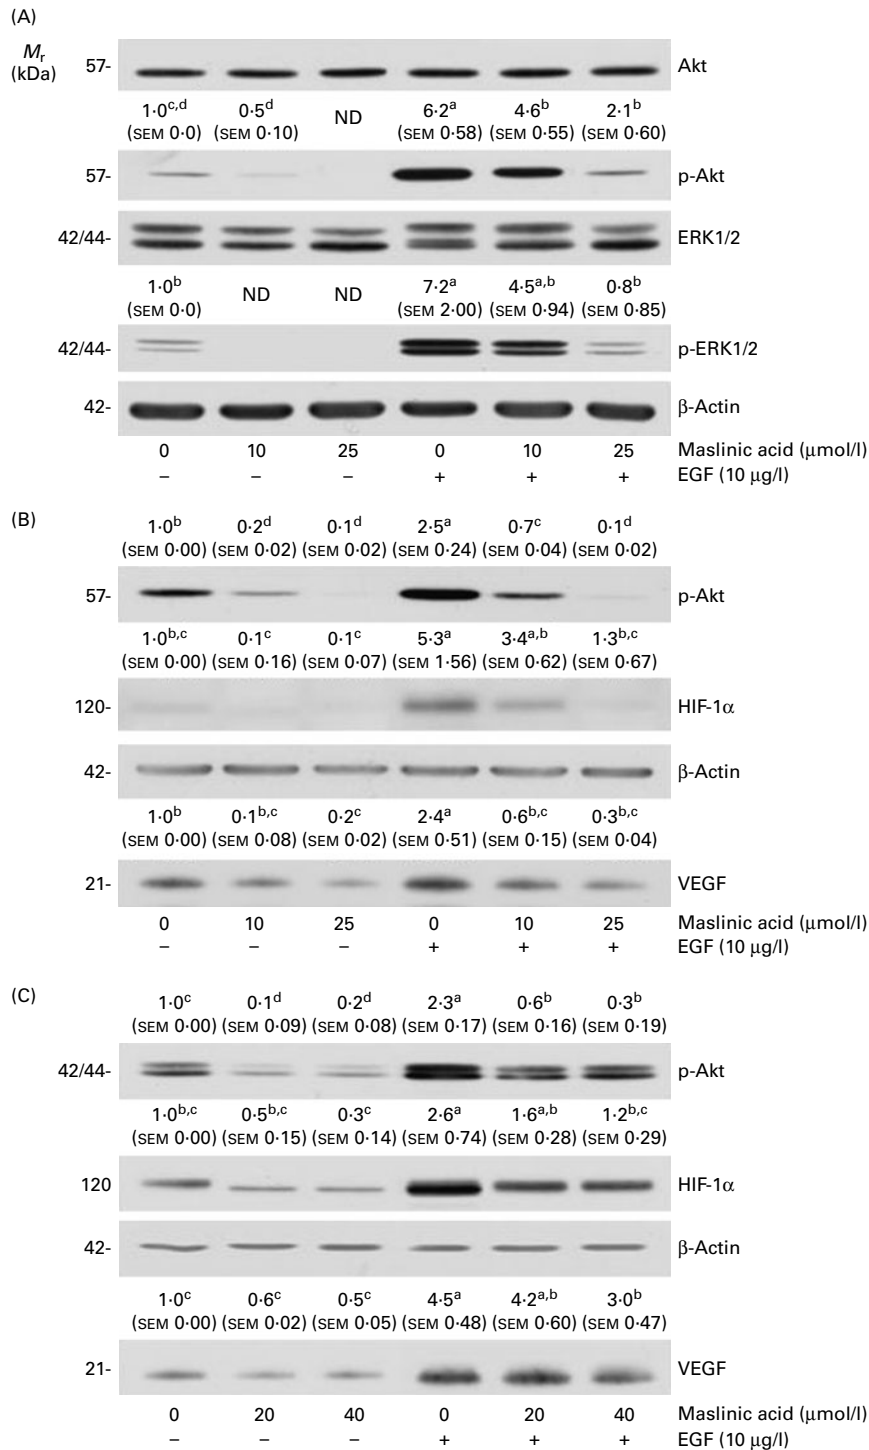 (A)
Mr
(kDa)
57- Akt
1·0c,d 0·5d ND 6·2a 4·6b 2·1b
(SEM 0·0) (SEM 0·10) (SEM 0·58) (SEM 0·55) (SEM 0·60)
57- p-Akt
42/44- ERK1/2
1·0b ND ND 7·2a 4·5a,b 0·8b
(SEM 0·0) (SEM 2·00) (SEM 0·94) (SEM 0·85)
42/44- p-ERK1/2
42- β-Actin
0 10 25 0 10 25 Maslinic acid (μmol/l)
– – – + + + EGF (10 μg/l)
(B)
1·0b 0·2d 0·1d 2·5a 0·7c 0·1d
(SEM 0·00) (SEM 0·02) (SEM 0·02) (SEM 0·24) (SEM 0·04) (SEM 0·02)
57- p-Akt
1·0b,c 0·1c 0·1c 5·3a 3·4a,b 1·3b,c
(SEM 0·00) (SEM 0·16) (SEM 0·07) (SEM 1·56) (SEM 0·62) (SEM 0·67)
120- HIF-1α
42- β-Actin
1·0b 0·1b,c 0·2c 2·4a 0·6b,c 0·3b,c
(SEM 0·00) (SEM 0·08) (SEM 0·02) (SEM 0·51) (SEM 0·15) (SEM 0·04)
21- VEGF
0 10 25 0 10 25 Maslinic acid (μmol/l)
– – – + + + EGF (10 μg/l)
(C)
1·0c 0·1d 0·2d 2·3a 0·6b 0·3b
(SEM 0·00) (SEM 0·09) (SEM 0·08) (SEM 0·17) (SEM 0·16) (SEM 0·19)
42/44- p-Akt
1·0b,c 0·5b,c 0·3c 2·6a 1·6a,b 1·2b,c
(SEM 0·00) (SEM 0·15) (SEM 0·14) (SEM 0·74) (SEM 0·28) (SEM 0·29)
120 HIF-1α
42- β-Actin
1·0c 0·6c 0·5c 4·5a 4·2a,b 3·0b
(SEM 0·00) (SEM 0·02) (SEM 0·05) (SEM 0·48) (SEM 0·60) (SEM 0·47)
21- VEGF
0 20 40 0 20 40 Maslinic acid (μmol/l)
– – – + + + EGF (10 μg/l)